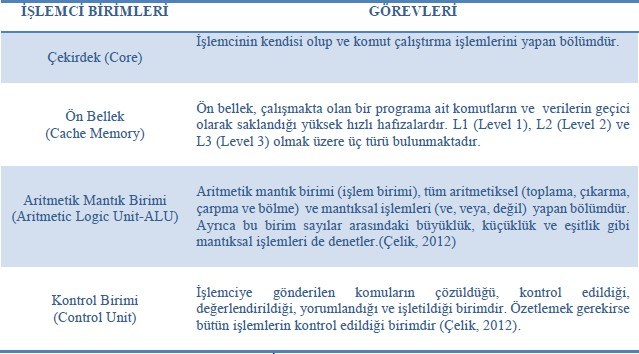 İŞLEMCİ BİRİMLERİ GÖREVLERİ
Çekirdek (Core)
İşlemcinin kendisi olup ve komut çalıştırma işlemlerini yapan bölümdür.
Ön Bellek
(Cache Memory)
Ön bellek, çalışmakta olan bir programa ait komutların ve verilerin geçici
olarak saklandığı yüksek hızlı hafızalardır. L1 (Level 1), L2 (Level 2) ve
L3 (Level 3) olmak üzere üç türü bulunmaktadır.
Aritmetik Mantık Birimi
(Aritmetic Logic Unit-ALU)
Aritmetik mantık birimi (işlem birimi), tüm aritmetiksel (toplama, çıkarma,
çarpma ve bölme) ve mantıksal işlemleri (ve, veya, değil) yapan bölümdür.
Ayrıca bu birim sayılar arasındaki büyüklük, küçüklük ve eşitlik gibi
mantıksal işlemleri de denetler.(Çelik, 2012)
Kontrol Birimi
(Control Unit)
İşlemciye gönderilen komuların çözüldüğü, kontrol edildiği,
değerlendirildiği, yorumlandığı ve işletildiği birimdir. Özetlemek gerekirse
bütün işlemlerin kontrol edildiği birimdir (Çelik, 2012).